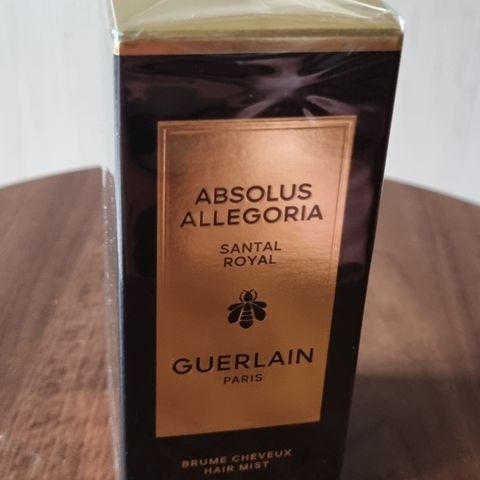 ABSOLUS
ALLEGORIA
SANTAL
ROYAL
GUERLAIN
PARIS
BRUME CHEVEUX
HAIR MIST